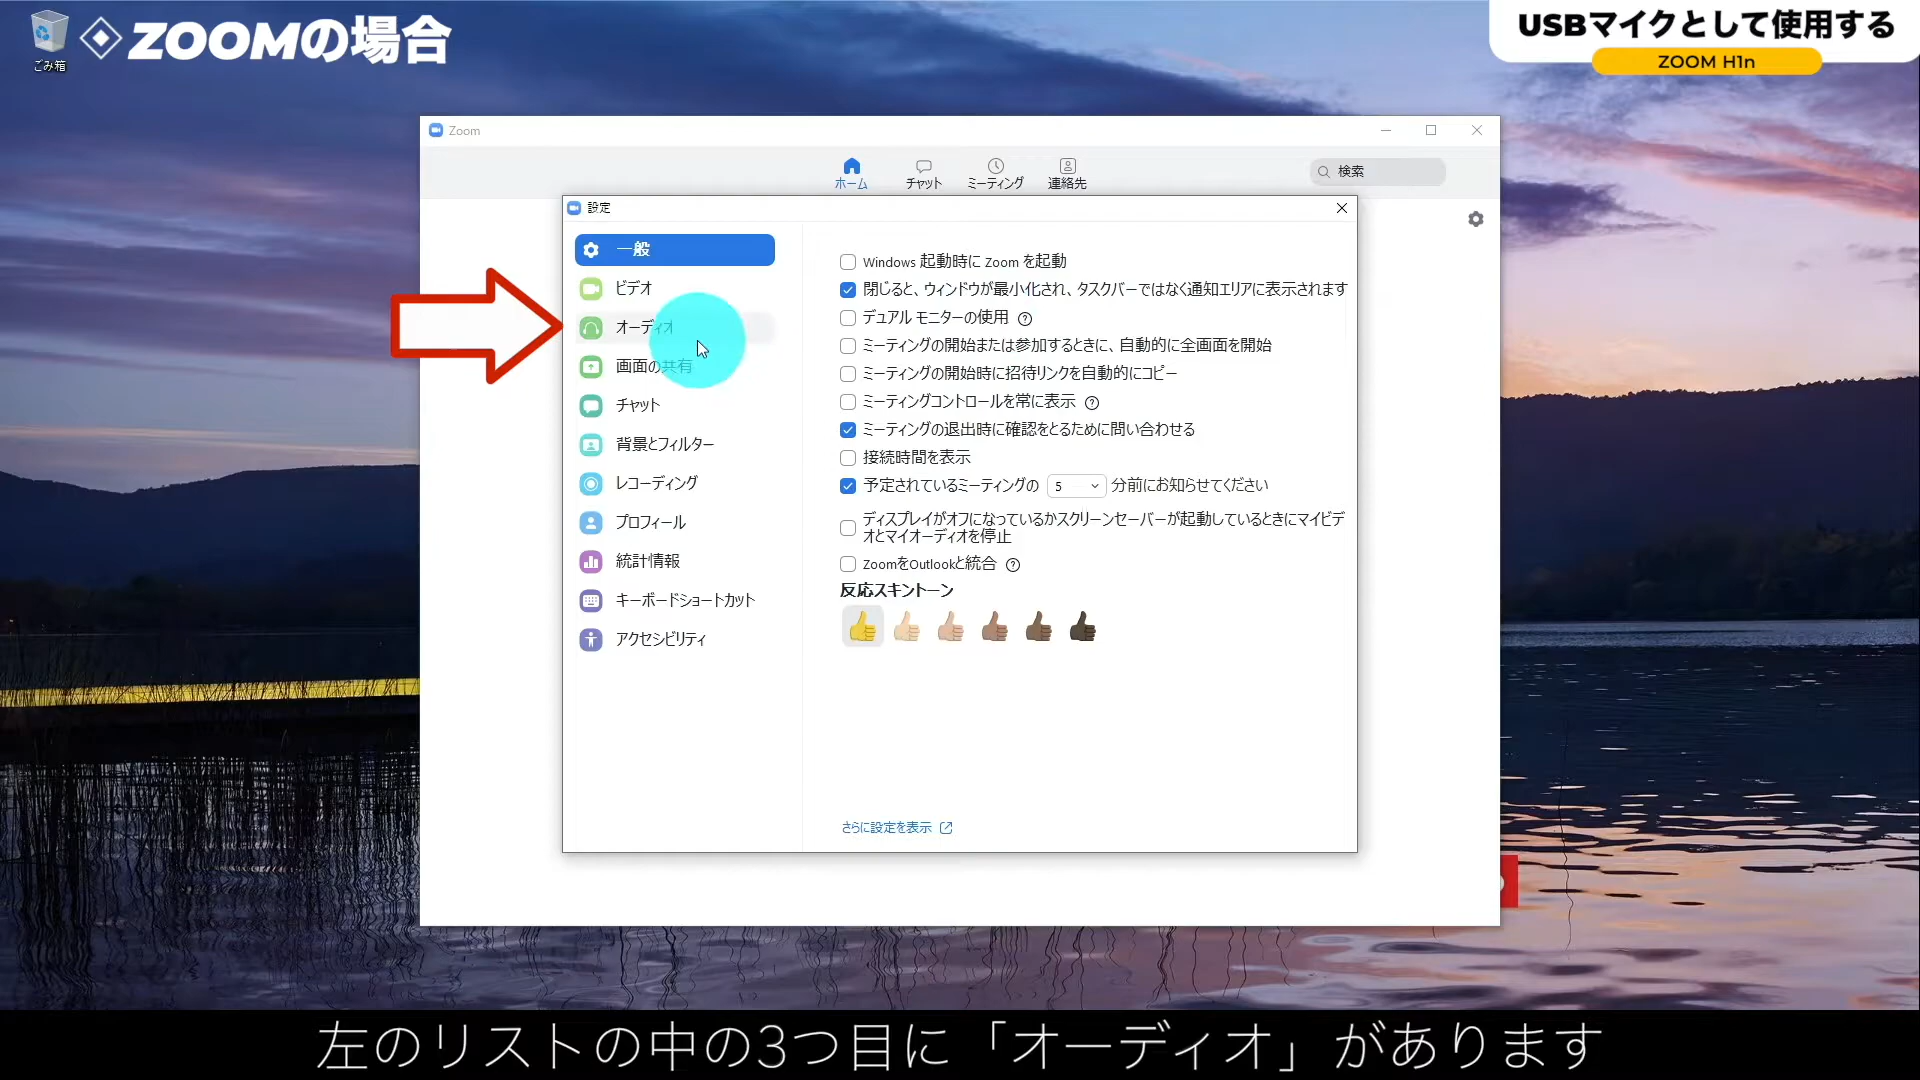 ごみ箱
ZOOMの場合
USBマイクとして使用する
ZOOM H1n
Zoom
ホーム
チャット
ミーティング
連絡先
検索
設定
一般
ビデオ
オーディオ
画面の共有
チャット
背景とフィルター
レコーディング
プロフィール
統計情報
キーボードショートカット
アクセシビリティ
Windows 起動時に Zoom を起動
閉じると、ウィンドウが最小化され、タスクバーではなく通知エリアに表示されます
デュアル モニターの使用
ミーティングの開始または参加するときに、自動的に全画面を開始
ミーティングの開始時に招待リンクを自動的にコピー
ミーティングコントロールを常に表示
ミーティングの退出時に確認をとるために問い合わせる
接続時間を表示
予定されているミーティングの 5 分前にお知らせてください
ディスプレイがオフになっているかスクリーンセーバーが起動しているときにマイビデ
オとマイオーディオを停止
ZoomをOutlookと統合
反応スキントーン
さらに設定を表示
左のリストの中の3つ目に「オーディオ」があります